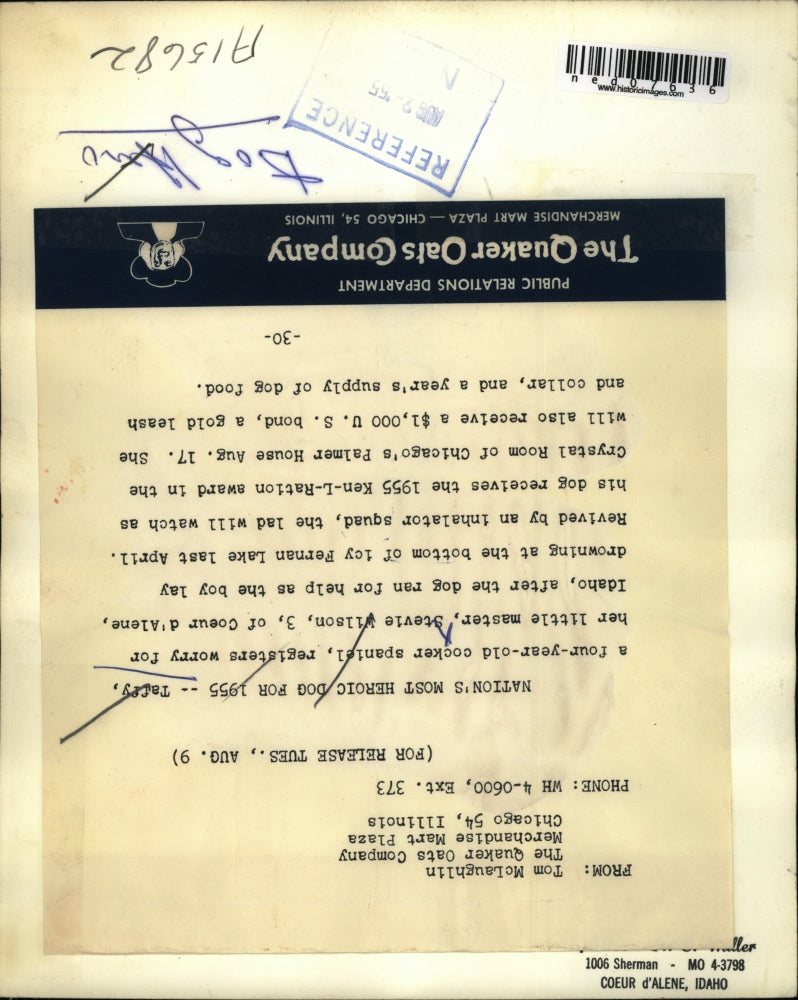 FROM: Tom McLaughlin
The Quaker Oats Company
Merchandise Mart Plaza
Chicago 54, Illinois
PHONE: WH 4-0600, Ext. 373
(FOR RELEASE TUES., AUG. 9)
NATION'S MOST HEROIC DOG FOR 1955 -- Taffy,
a four-year-old cocker spaniel, registers worry for
her little master, Stevie Wilson, 3, of Coeur d'Alene,
Idaho, after the dog ran for help as the boy lay
drowning at the bottom of icy Fernan Lake last April.
Revived by an inhalator squad, the lad will watch as
his dog receives the 1955 Ken-L-Ration award in the
Crystal Room of Chicago's Palmer House Aug. 17. She
will also receive a $1,000 U. S. bond, a gold leash
and collar, and a year's supply of dog food.
-30-
PUBLIC RELATIONS DEPARTMENT
The Quaker Oats Company
MERCHANDISE MART PLAZA — CHICAGO 54, ILLINOIS
Dog Hero
REFERENCE
AUG 2-'55
A15682
ned07636
www.historicimages.com
1006 Sherman - MO 4-3798
COEUR d'ALENE, IDAHO